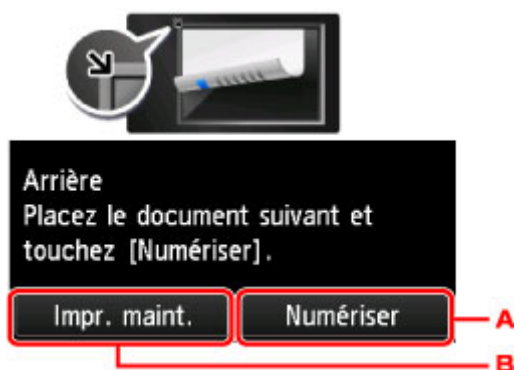 Arrière
Placez le document suivant et
touchez [Numériser].
Impr. maint. Numériser A
B